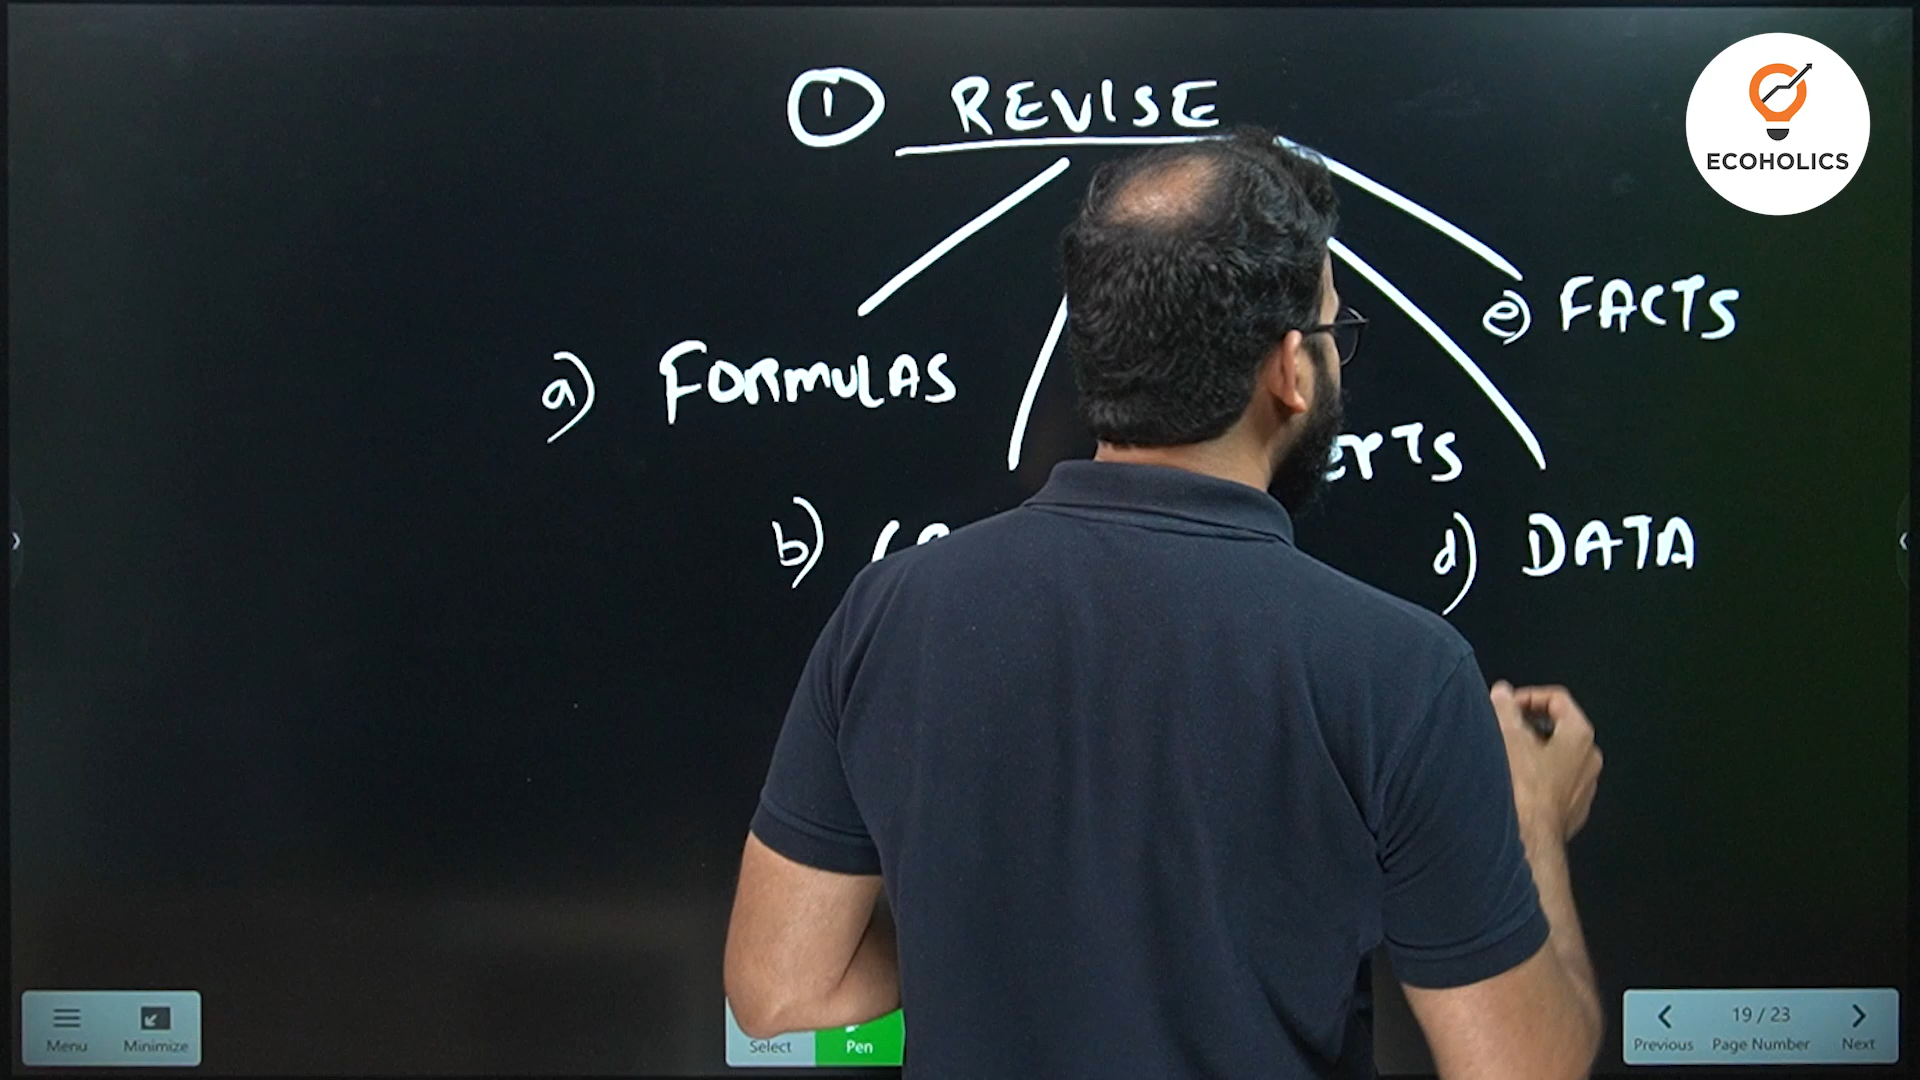 ① REVISE
ECOHOLICS
e) FACTS
a) FORMULAS
b)
d) DATA
Menu
Minimize
Select
Pen
19 / 23
Previous
Page Number
Next